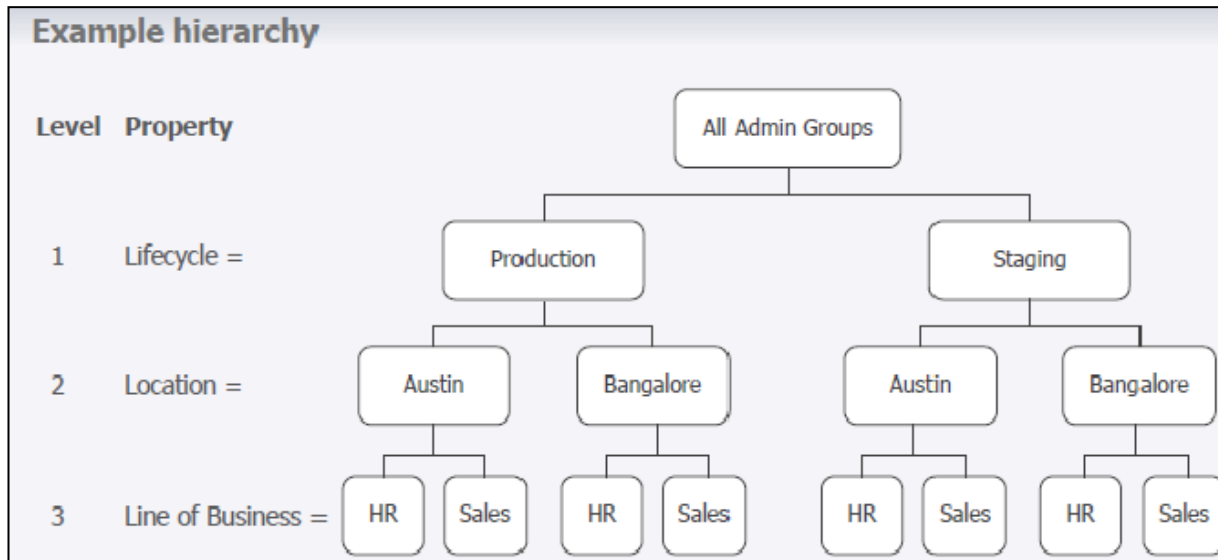 Example hierarchy
Level Property
All Admin Groups
1 Lifecycle = Production Staging
2 Location = Austin Bangalore Austin Bangalore
3 Line of Business = HR Sales HR Sales HR Sales HR Sales